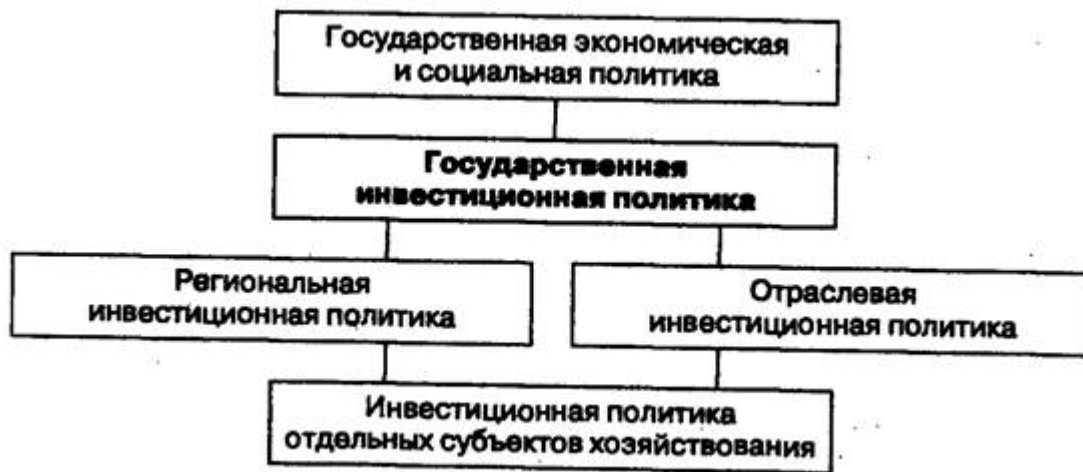 Государственная экономическая
и социальная политика
Государственная
инвестиционная политика
Региональная
инвестиционная политика
Отраслевая
инвестиционная политика
Инвестиционная политика
отдельных субъектов хозяйствования